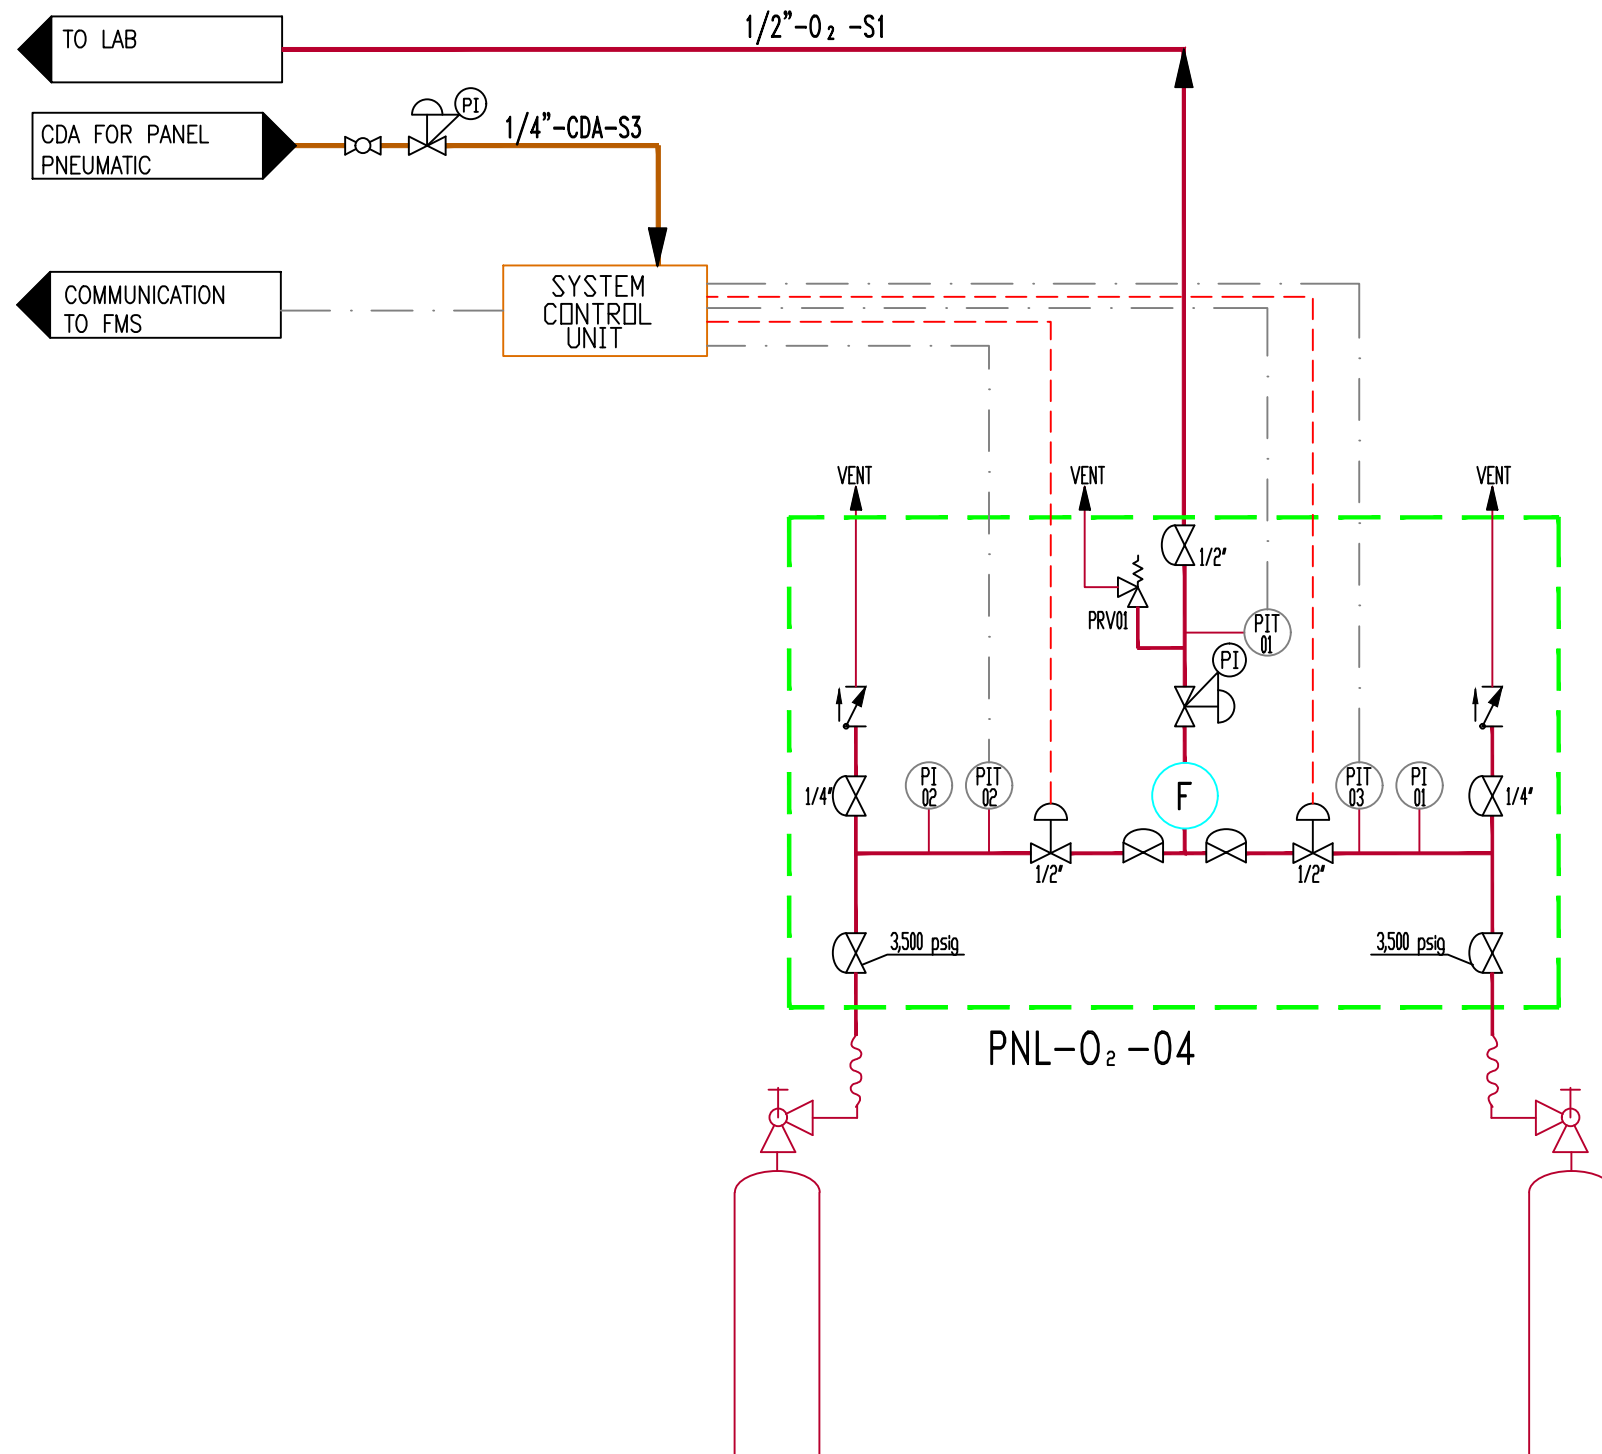 1/2”-O₂ -S1
TO LAB
PI
CDA FOR PANEL
PNEUMATIC
1/4”-CDA-S3
SYSTEM
CONTROL
UNIT
COMMUNICATION
TO FMS
VENT
VENT
VENT
1/2"
PRV01
PIT
01
PI
PI
02
PIT
02
F
PIT
03
PI
01
1/4"
1/4"
1/2"
1/2"
3,500 psig
3,500 psig
PNL-O₂ -04